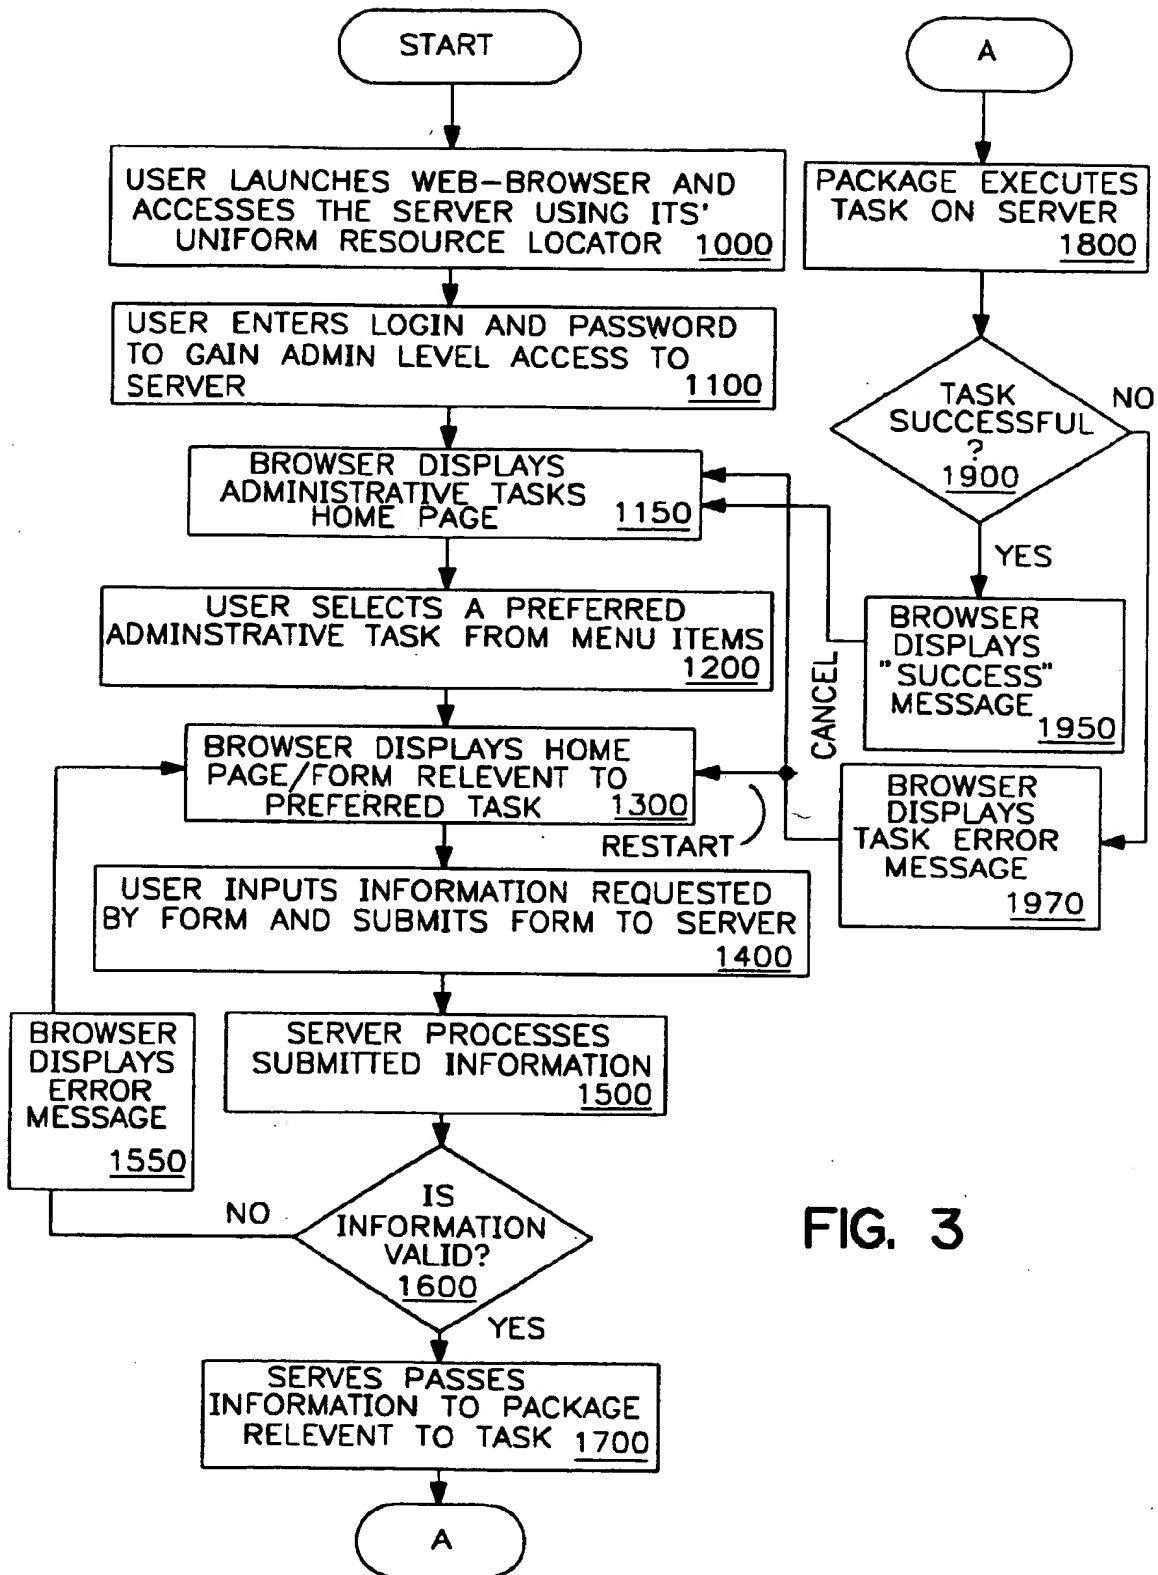 START
USER LAUNCHES WEB-BROWSER AND
ACCESSES THE SERVER USING ITS'
UNIFORM RESOURCE LOCATOR 1000
USER ENTERS LOGIN AND PASSWORD
TO GAIN ADMIN LEVEL ACCESS TO
SERVER 1100
BROWSER DISPLAYS
ADMINISTRATIVE TASKS
HOME PAGE 1150
USER SELECTS A PREFERRED
ADMINSTRATIVE TASK FROM MENU ITEMS
1200
BROWSER DISPLAYS HOME
PAGE/FORM RELEVENT TO
PREFERRED TASK 1300
RESTART
CANCEL
USER INPUTS INFORMATION REQUESTED
BY FORM AND SUBMITS FORM TO SERVER
1400
SERVER PROCESSES
SUBMITTED INFORMATION
1500
BROWSER
DISPLAYS
ERROR
MESSAGE
1550
NO
IS
INFORMATION
VALID?
1600
YES
SERVES PASSES
INFORMATION TO PACKAGE
RELEVENT TO TASK 1700
A
A
PACKAGE EXECUTES
TASK ON SERVER
1800
TASK
SUCCESSFUL
?
1900
NO
YES
BROWSER
DISPLAYS
"SUCCESS"
MESSAGE
1950
BROWSER
DISPLAYS
TASK ERROR
MESSAGE
1970
FIG. 3